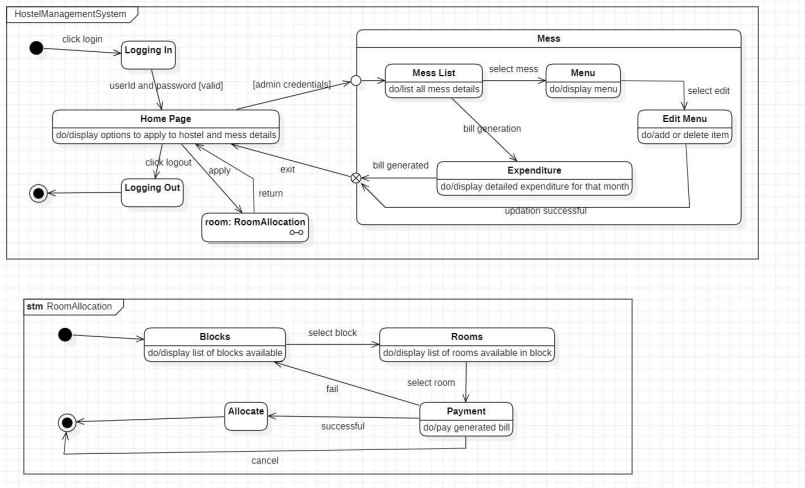 HostelManagementSystem
click login
Logging In
userId and password [valid]
[admin credentials]
Home Page
do/display options to apply to hostel and mess details
click logout
apply
return
exit
Logging Out
room: RoomAllocation
Mess
Mess List
do/list all mess details
select mess
Menu
do/display menu
select edit
Edit Menu
do/add or delete item
bill generation
bill generated
Expenditure
do/display detailed expenditure for that month
updation successful
stm RoomAllocation
Blocks
do/display list of blocks available
select block
Rooms
do/display list of rooms available in block
select room
fail
Allocate
successful
Payment
do/pay generated bill
cancel